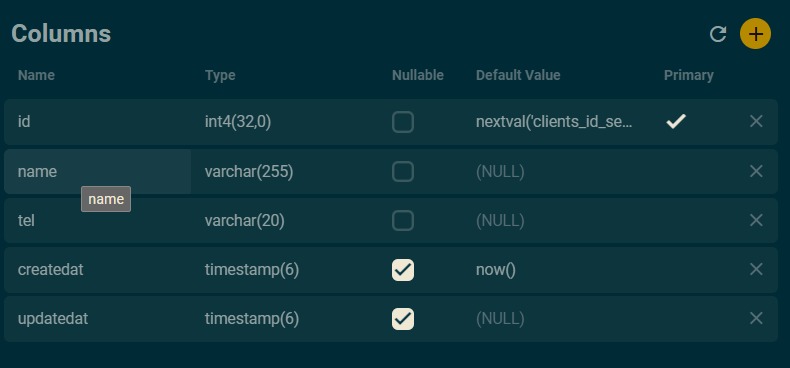 Columns
Name Type Nullable Default Value Primary
id int4(32,0) nextval('clients_id_se...
name varchar(255) (NULL)
name
tel varchar(20) (NULL)
createdat timestamp(6) now()
updatedat timestamp(6) (NULL)